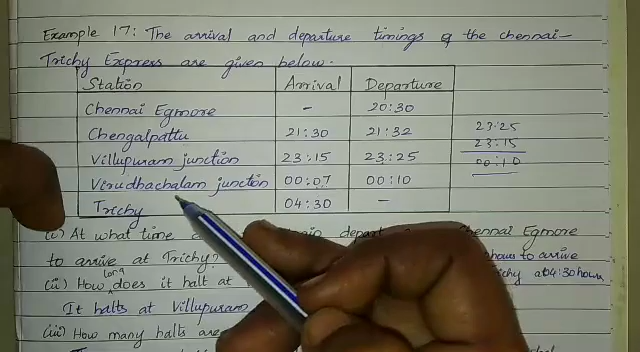 Example 17: The arrival and departure timings of the chennai-
Trichy Express are given below.
Station Arrival Departure
Chennai Egmore - 20:30
Chengalpattu 21:30 21:32
Villupuram junction 23:15 23:25
Virudhachalam junction 00:07 00:10
Trichy 04:30 -
23:25
23:15
00:10
(i) At what time depart Chennai Egmore
to arrive at Trichy? hours to arrive
at 04:30 hours
(ii) How long does it halt at
It halts at Villupuram
(iii) How many halts are